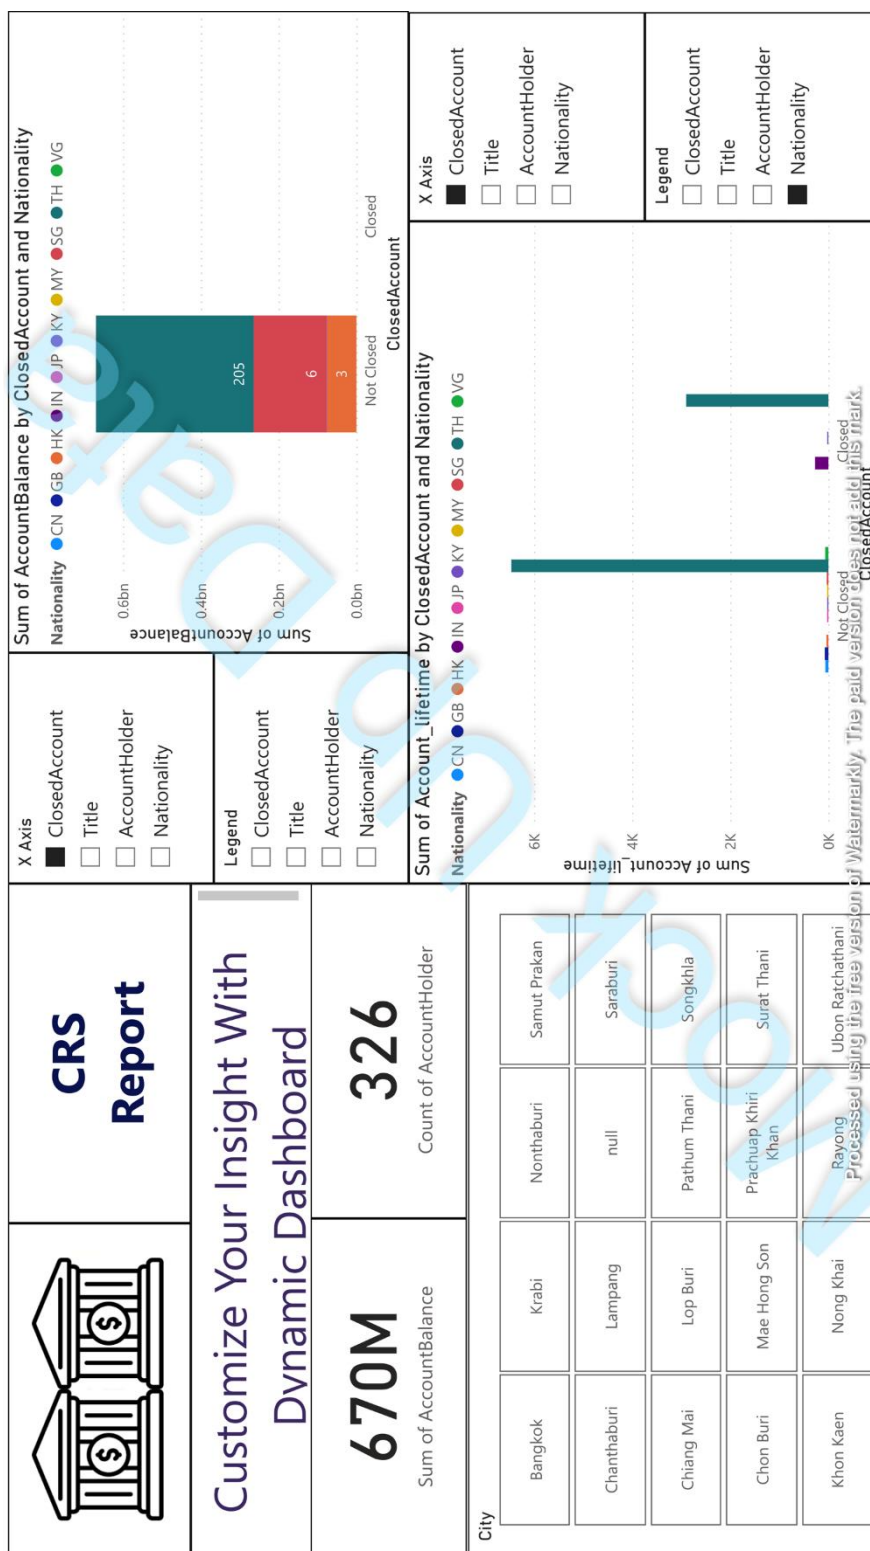 CRS
Report
Customize Your Insight With
Dynamic Dashboard
670M
Sum of AccountBalance
326
Count of AccountHolder
City
Bangkok
Krabi
Nonthaburi
Samut Prakan
Chanthaburi
Lampang
null
Saraburi
Chiang Mai
Lop Buri
Pathum Thani
Songkhla
Chon Buri
Mae Hong Son
Prachuap Khiri
Khan
Surat Thani
Khon Kaen
Nong Khai
Rayong
Ubon Ratchathani
X Axis
ClosedAccount
Title
AccountHolder
Nationality
Legend
ClosedAccount
Title
AccountHolder
Nationality
Sum of AccountBalance by ClosedAccount and Nationality
Nationality CN GB HK IN JP KY MY SG TH VG
Sum of AccountBalance
0.6bn
0.4bn
0.2bn
0.0bn
205
6
3
Not Closed
Closed
ClosedAccount
Sum of Account_lifetime by ClosedAccount and Nationality
Nationality CN GB HK IN JP KY MY SG TH VG
Sum of Account_lifetime
6K
4K
2K
0K
Not Closed
Closed
ClosedAccount
X Axis
ClosedAccount
Title
AccountHolder
Nationality
Legend
ClosedAccount
Title
AccountHolder
Nationality
Mock Up Data
Processed using the free version of Watermarkly. The paid version does not add this mark.